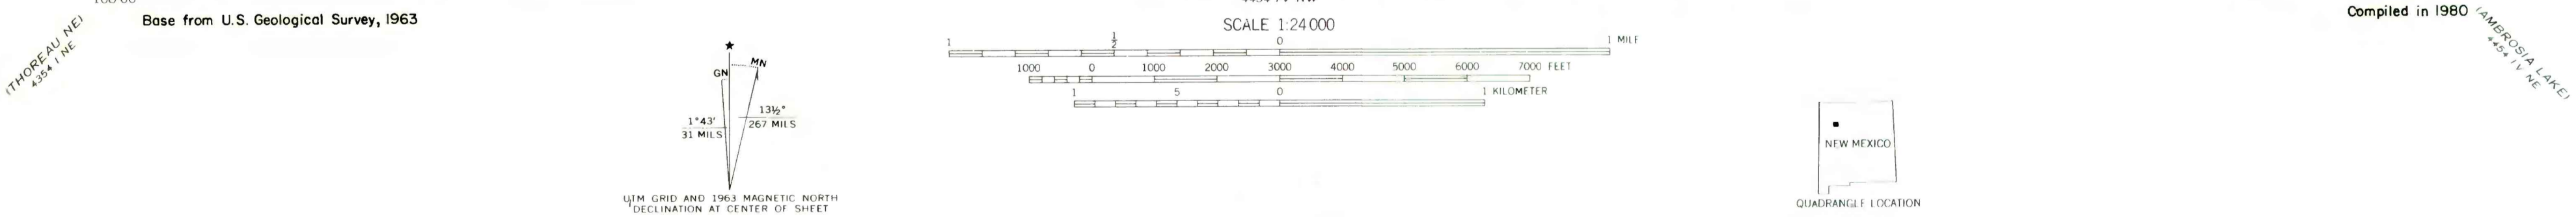 Base from U.S. Geological Survey, 1963
(THOREAU NE)
4354 I NE
SCALE 1:24 000
Compiled in 1980
(AMBROSIA LAKE)
4454 IV NE
1 ½ 0 1 MILE
1000 0 1000 2000 3000 4000 5000 6000 7000 FEET
1 5 0 1 KILOMETER
★
GN
MN
1°43'
31 MILS
13½°
267 MILS
UTM GRID AND 1963 MAGNETIC NORTH
DECLINATION AT CENTER OF SHEET
NEW MEXICO
QUADRANGLE LOCATION